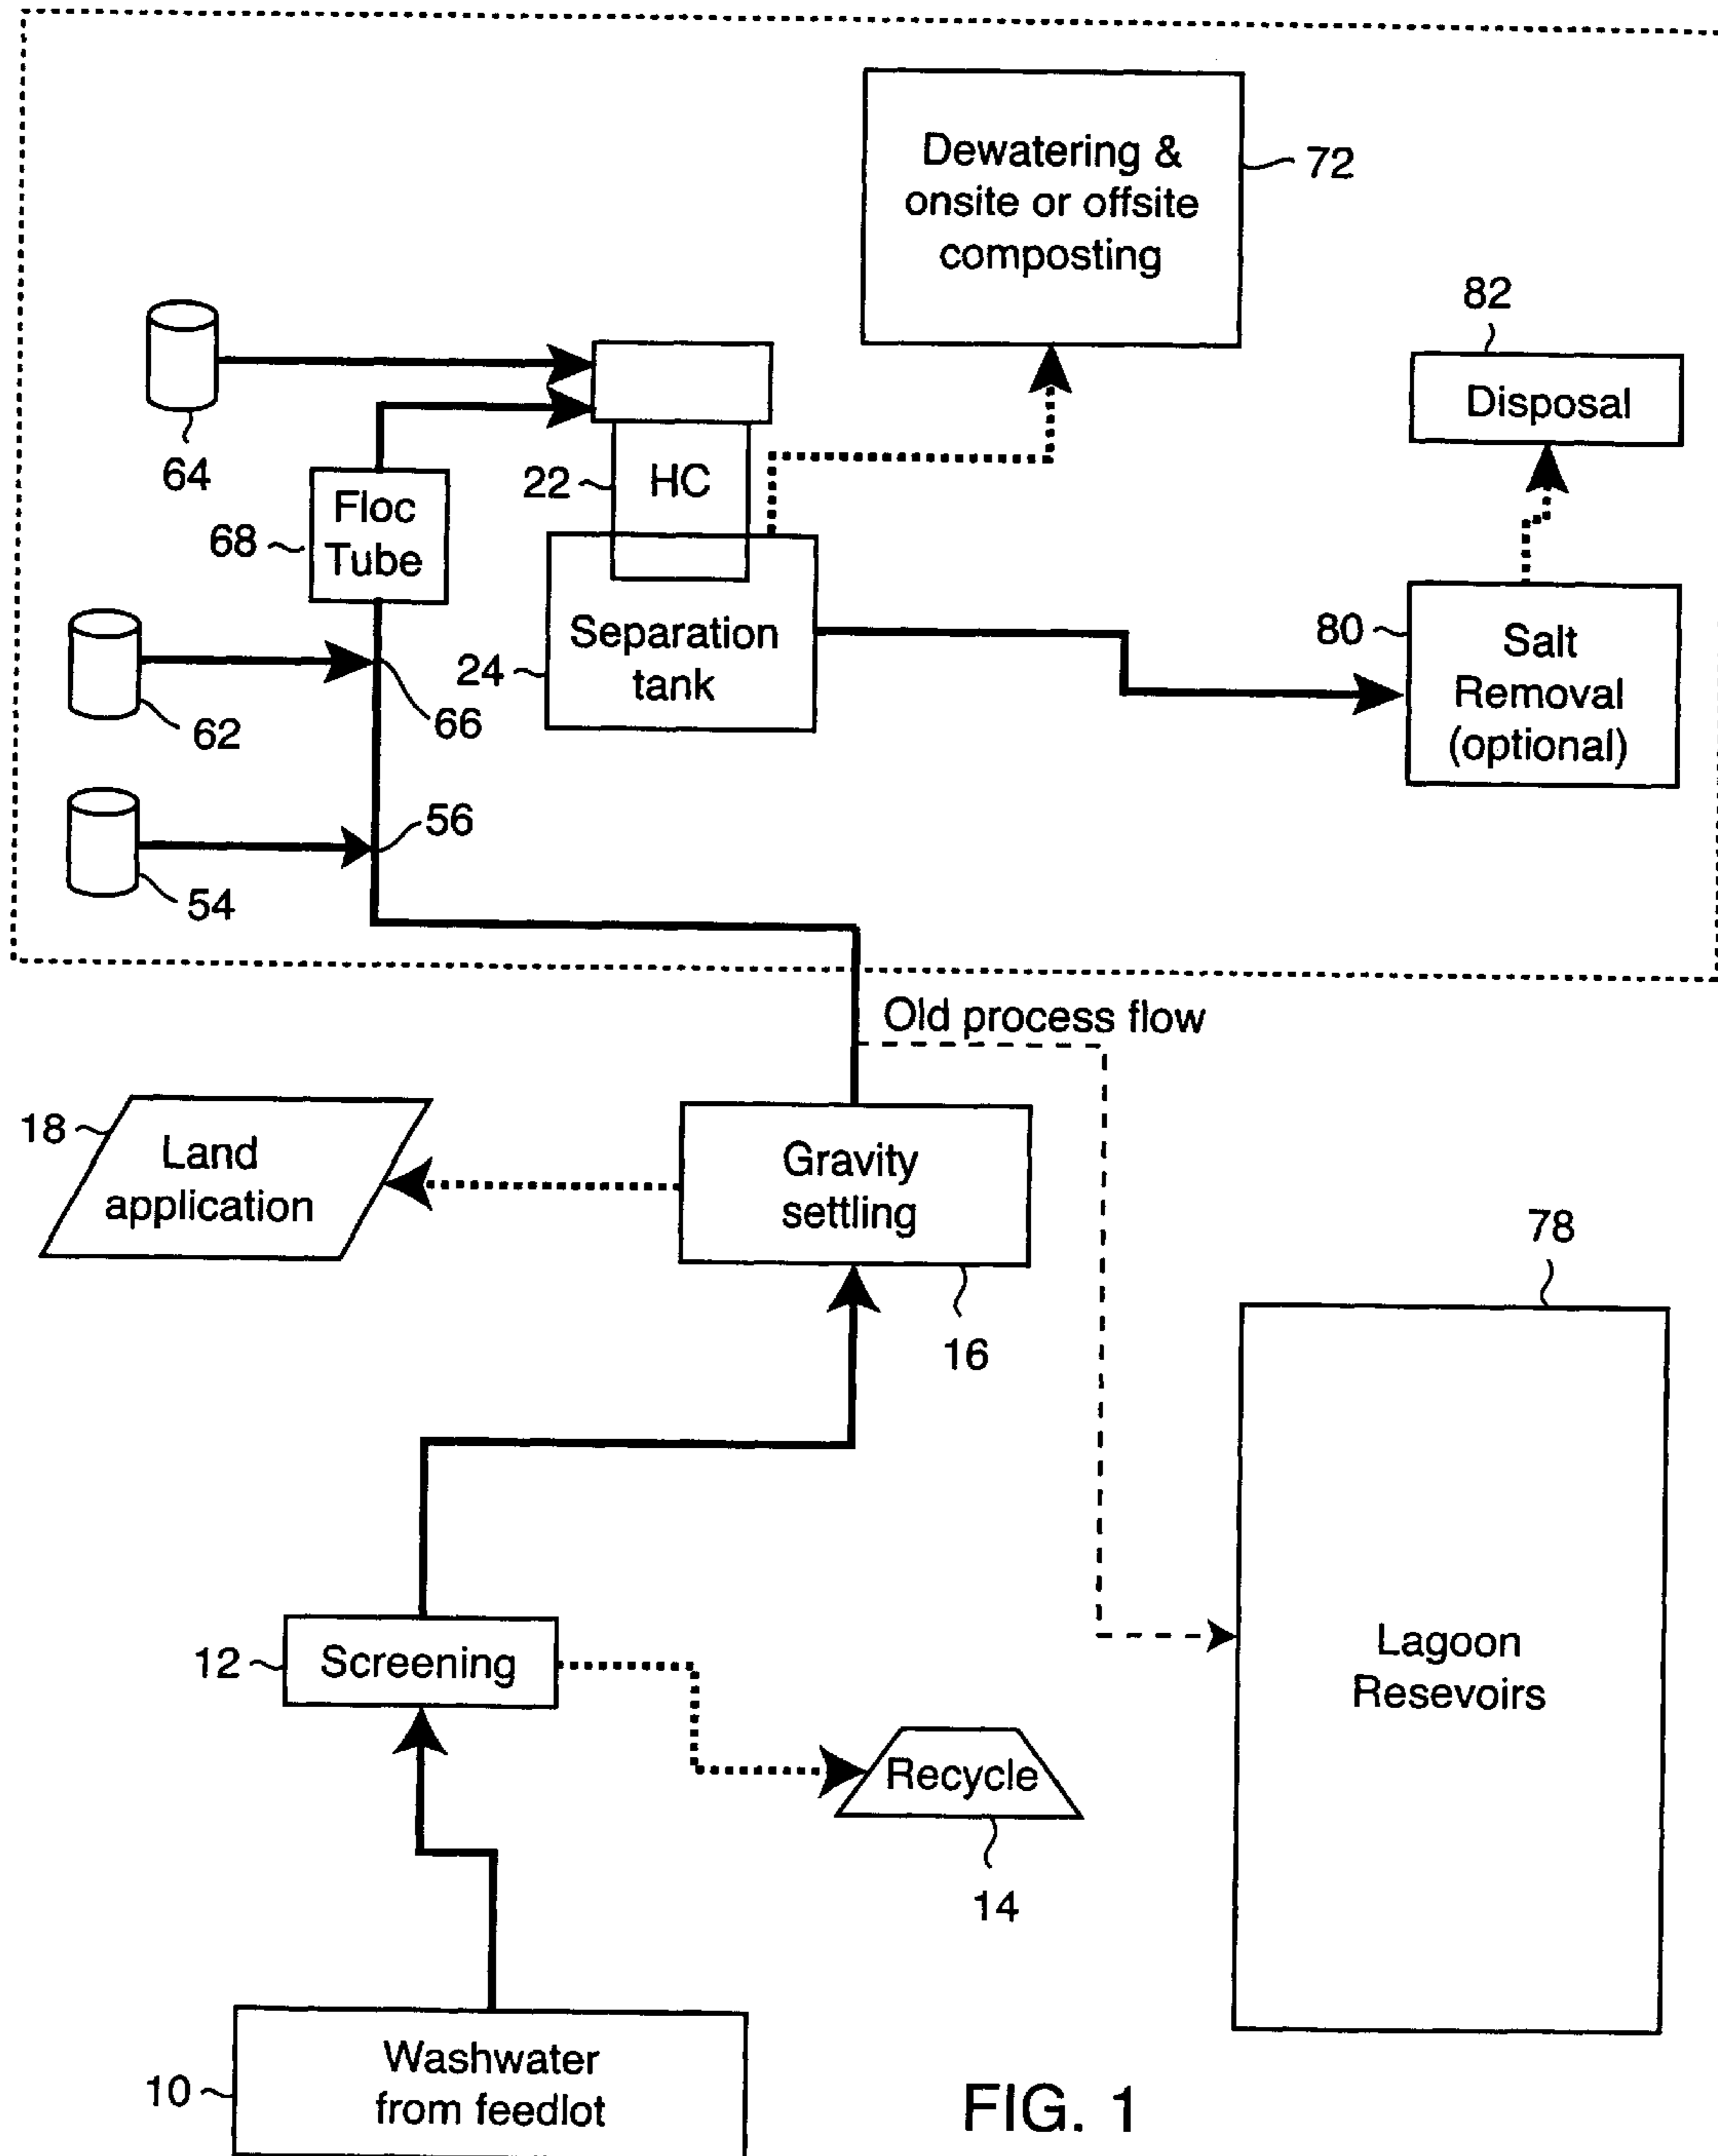 Dewatering &
onsite or offsite
composting
72
82
Disposal
64
22
HC
Floc
Tube
68
Separation
tank
24
80
Salt
Removal
(optional)
62
66
56
54
Old process flow
18
Land
application
Gravity
settling
16
78
Lagoon
Resevoirs
12
Screening
Recycle
14
10
Washwater
from feedlot
FIG. 1